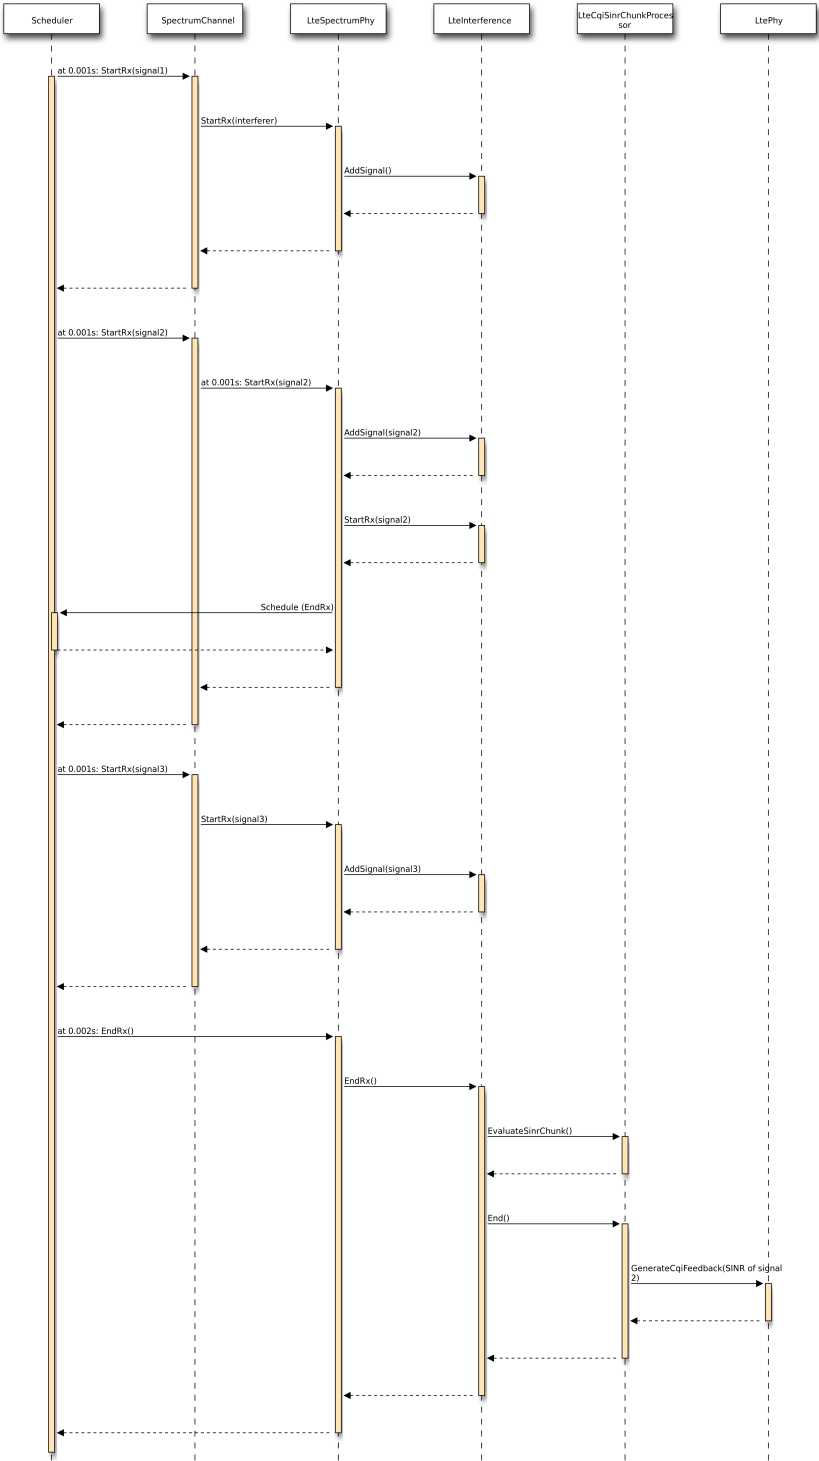 Scheduler
SpectrumChannel
LteSpectrumPhy
LteInterference
LteCqiSinrChunkProces
sor
LtePhy
at 0.001s: StartRx(signal1)
StartRx(interferer)
AddSignal()
at 0.001s: StartRx(signal2)
at 0.001s: StartRx(signal2)
AddSignal(signal2)
StartRx(signal2)
Schedule (EndRx)
at 0.001s: StartRx(signal3)
StartRx(signal3)
AddSignal(signal3)
at 0.002s: EndRx()
EndRx()
EvaluateSinrChunk()
End()
GenerateCqiFeedback(SINR of signal
2)